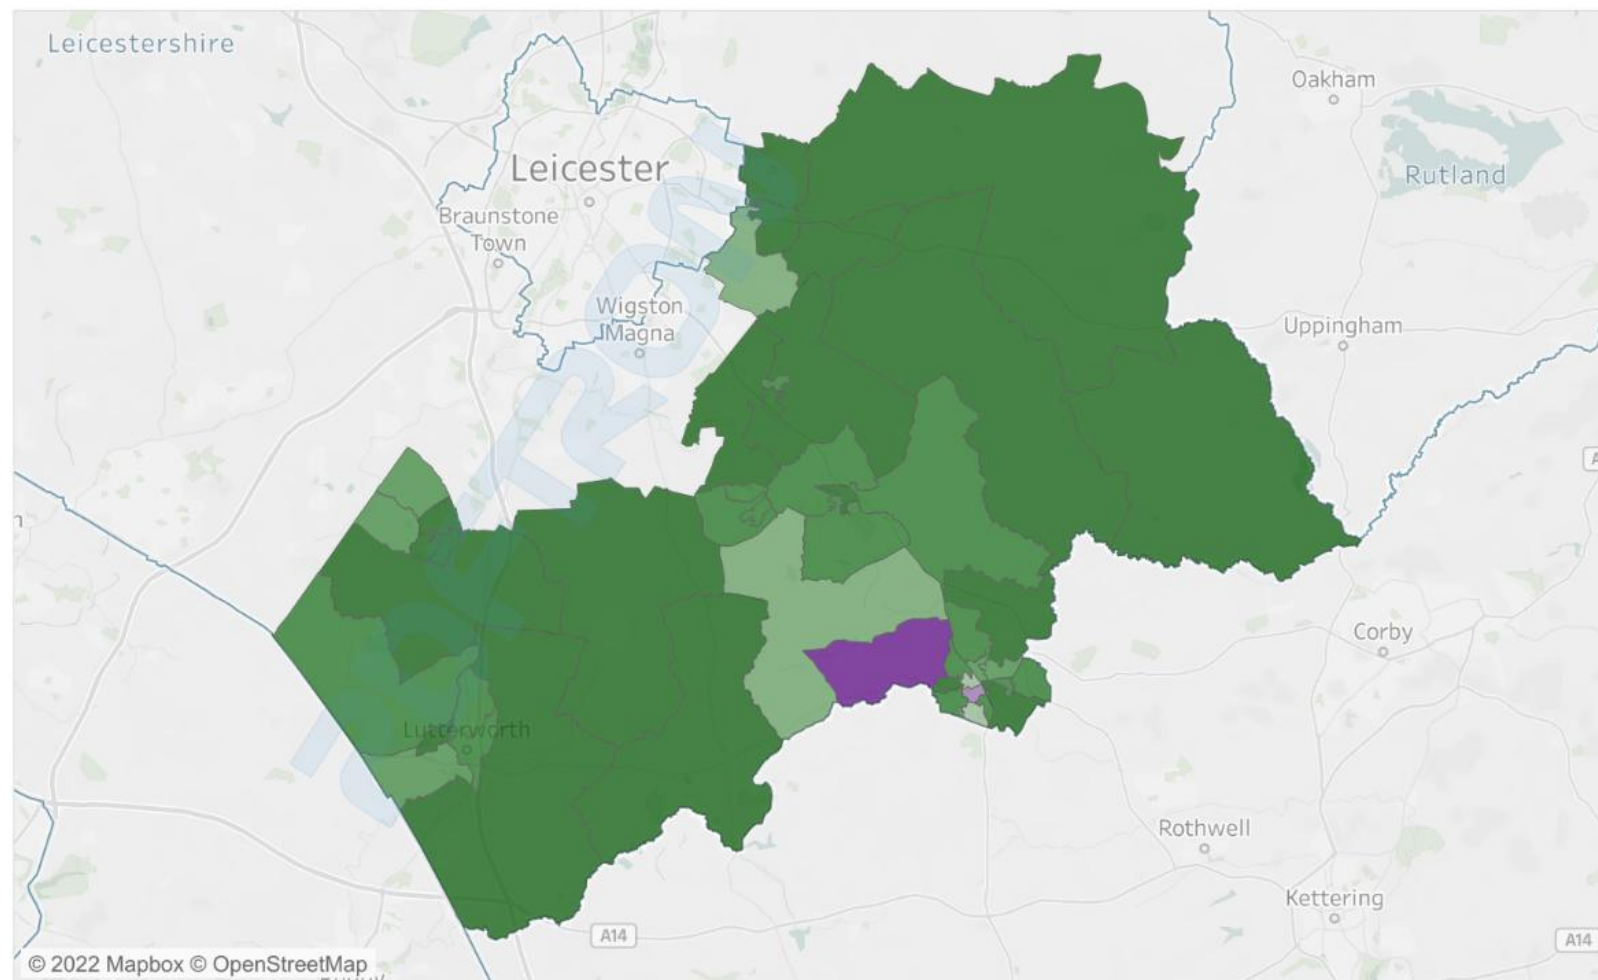 Leicestershire
Oakham
Leicester
Rutland
Braunstone
Town
Wigston
Magna
Uppingham
A
Corby
Lutterworth
Rothwell
Kettering
A14
A14
© 2022 Mapbox © OpenStreetMap